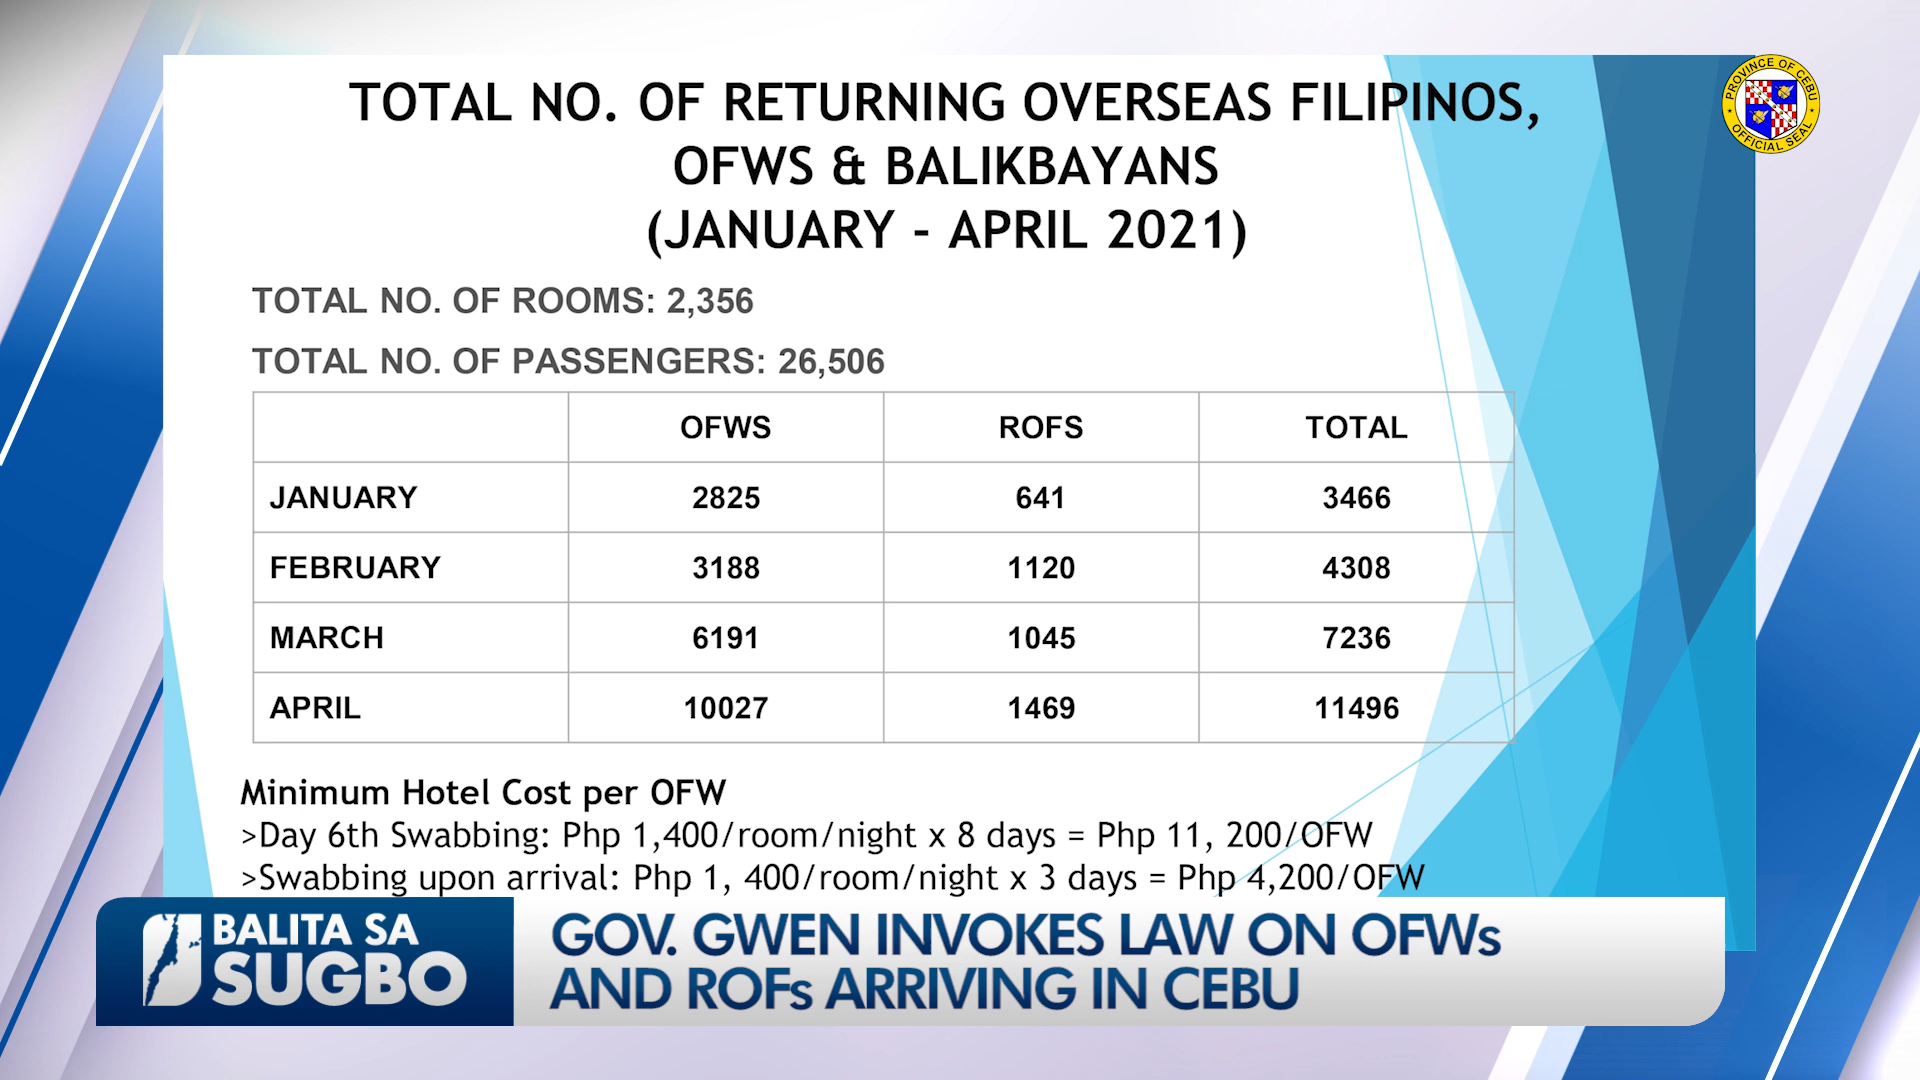 TOTAL NO. OF RETURNING OVERSEAS FILIPINOS,
OFWS & BALIKBAYANS
(JANUARY - APRIL 2021)
PROVINCE OF CEBU
OFFICIAL SEAL
TOTAL NO. OF ROOMS: 2,356
TOTAL NO. OF PASSENGERS: 26,506
OFWS ROFS TOTAL
JANUARY 2825 641 3466
FEBRUARY 3188 1120 4308
MARCH 6191 1045 7236
APRIL 10027 1469 11496
Minimum Hotel Cost per OFW
>Day 6th Swabbing: Php 1,400/room/night x 8 days = Php 11, 200/OFW
>Swabbing upon arrival: Php 1, 400/room/night x 3 days = Php 4,200/OFW
BALITA SA
SUGBO
GOV. GWEN INVOKES LAW ON OFWs
AND ROFs ARRIVING IN CEBU